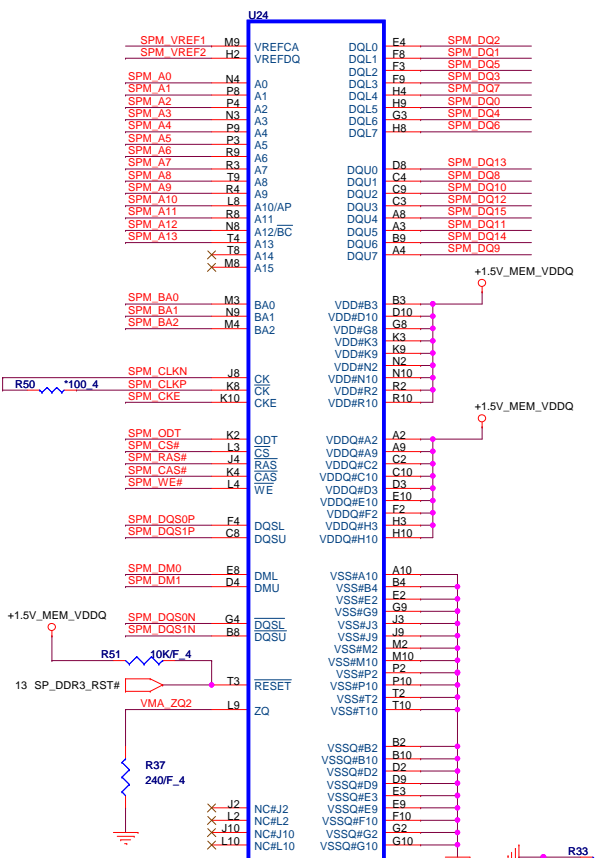 U24
SPM_VREF1 M9 VREFCA DQL0 E4 SPM_DQ2
SPM_VREF2 H2 VREFDQ DQL1 F8 SPM_DQ1
DQL2 F3 SPM_DQ5
SPM_A0 N4 A0 DQL3 F9 SPM_DQ3
SPM_A1 P8 A1 DQL4 H4 SPM_DQ7
SPM_A2 P4 A2 DQL5 H9 SPM_DQ0
SPM_A3 N3 A3 DQL6 G3 SPM_DQ4
SPM_A4 P9 A4 DQL7 H8 SPM_DQ6
SPM_A5 P3 A5
SPM_A6 R9 A6
SPM_A7 R3 A7 DQU0 D8 SPM_DQ13
SPM_A8 T9 A8 DQU1 C4 SPM_DQ8
SPM_A9 R4 A9 DQU2 C9 SPM_DQ10
SPM_A10 L8 A10/AP DQU3 C3 SPM_DQ12
SPM_A11 R8 A11 DQU4 A8 SPM_DQ15
SPM_A12 N8 A12/BC DQU5 A3 SPM_DQ11
SPM_A13 T4 A13 DQU6 B9 SPM_DQ14
T8 A14 DQU7 A4 SPM_DQ9
M8 A15
+1.5V_MEM_VDDQ
SPM_BA0 M3 BA0 VDD#B3 B3
SPM_BA1 N9 BA1 VDD#D10 D10
SPM_BA2 M4 BA2 VDD#G8 G8
VDD#K3 K3
VDD#K9 K9
VDD#N2 N2
SPM_CLKN J8 CK VDD#N10 N10
R50 *100_4 SPM_CLKP K8 CK VDD#R2 R2
SPM_CKE K10 CKE VDD#R10 R10
+1.5V_MEM_VDDQ
SPM_ODT K2 ODT VDDQ#A2 A2
SPM_CS# L3 CS VDDQ#A9 A9
SPM_RAS# J4 RAS VDDQ#C2 C2
SPM_CAS# K4 CAS VDDQ#C10 C10
SPM_WE# L4 WE VDDQ#D3 D3
VDDQ#E10 E10
VDDQ#F2 F2
SPM_DQS0P F4 DQSL VDDQ#H3 H3
SPM_DQS1P C8 DQSU VDDQ#H10 H10
SPM_DM0 E8 DML VSS#A10 A10
SPM_DM1 D4 DMU VSS#B4 B4
VSS#E2 E2
VSS#G9 G9
+1.5V_MEM_VDDQ SPM_DQS0N G4 DQSL VSS#J3 J3
SPM_DQS1N B8 DQSU VSS#J9 J9
VSS#M2 M2
R51 10K/F_4 VSS#M10 M10
VSS#P2 P2
13 SP_DDR3_RST# T3 RESET VSS#P10 P10
VSS#T2 T2
VMA_ZQ2 L9 ZQ VSS#T10 T10
VSSQ#B2 B2
VSSQ#B10 B10
R37 VSSQ#D2 D2
240/F_4 VSSQ#D9 D9
VSSQ#E3 E3
J2 NC#J2 VSSQ#E9 E9
L2 NC#L2 VSSQ#F10 F10
J10 NC#J10 VSSQ#G2 G2
L10 NC#L10 VSSQ#G10 G10
R33